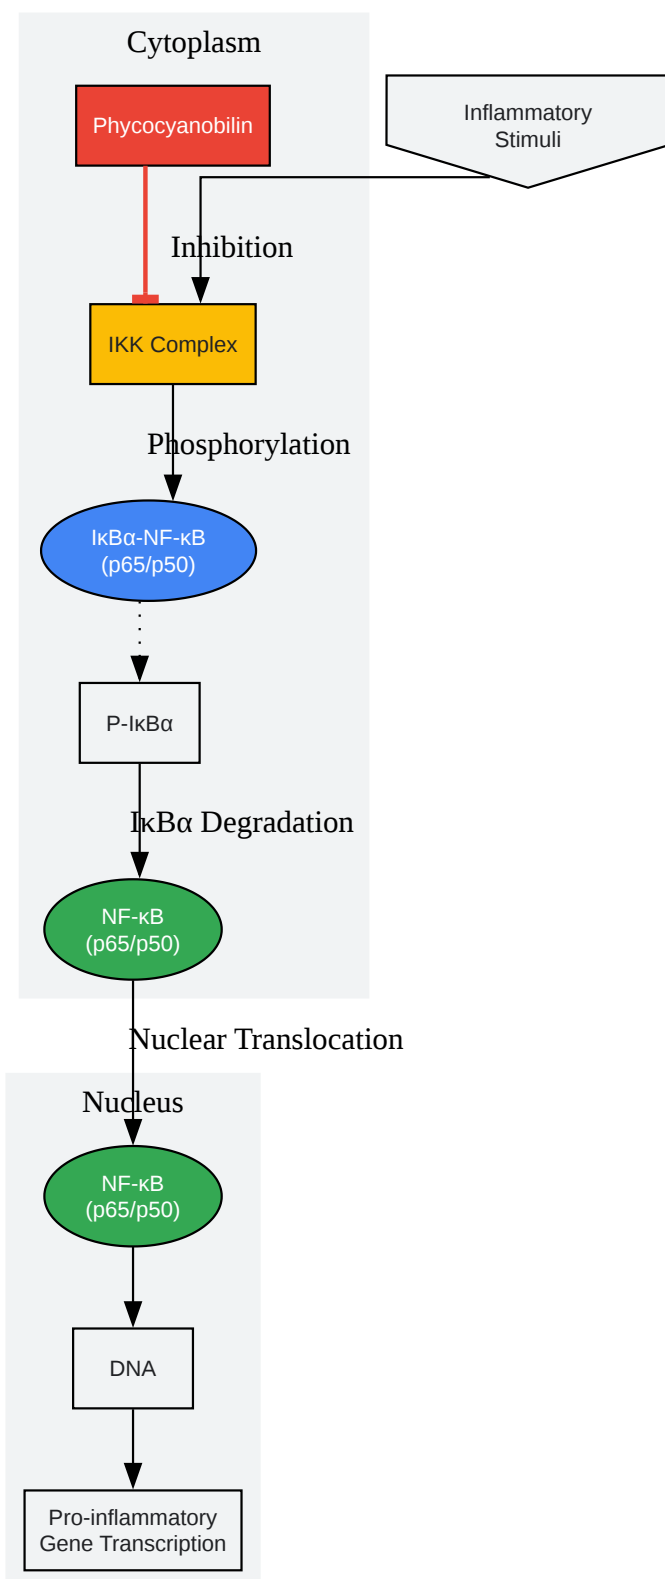 Cytoplasm
Phycocyanobilin
Inflammatory
Stimuli
Inhibition
IKK Complex
Phosphorylation
IκBα-NF-κB
(p65/p50)
P-IκBα
IκBα Degradation
NF-κB
(p65/p50)
Nuclear Translocation
Nucleus
NF-κB
(p65/p50)
DNA
Pro-inflammatory
Gene Transcription